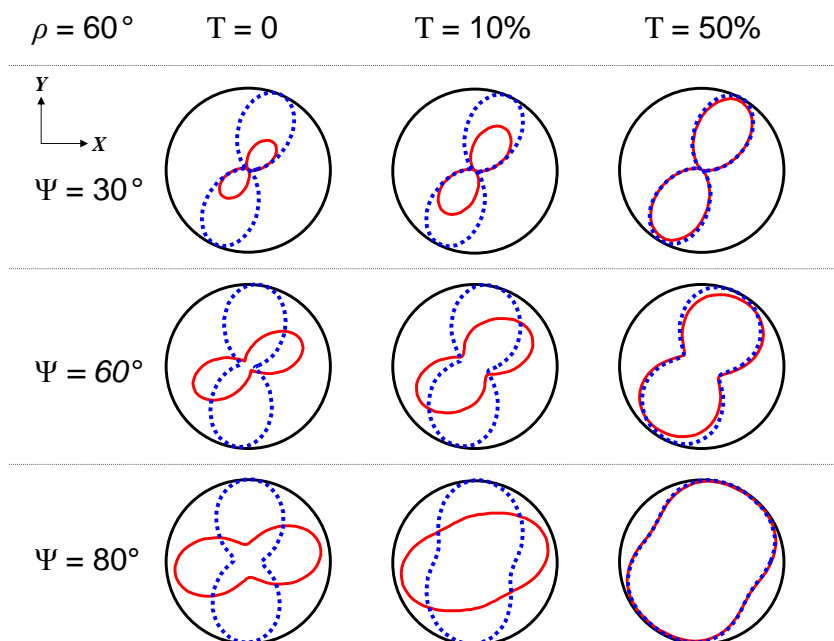 ρ = 60° T = 0 T = 10% T = 50%
Y
X
Ψ = 30°
Ψ = 60°
Ψ = 80°